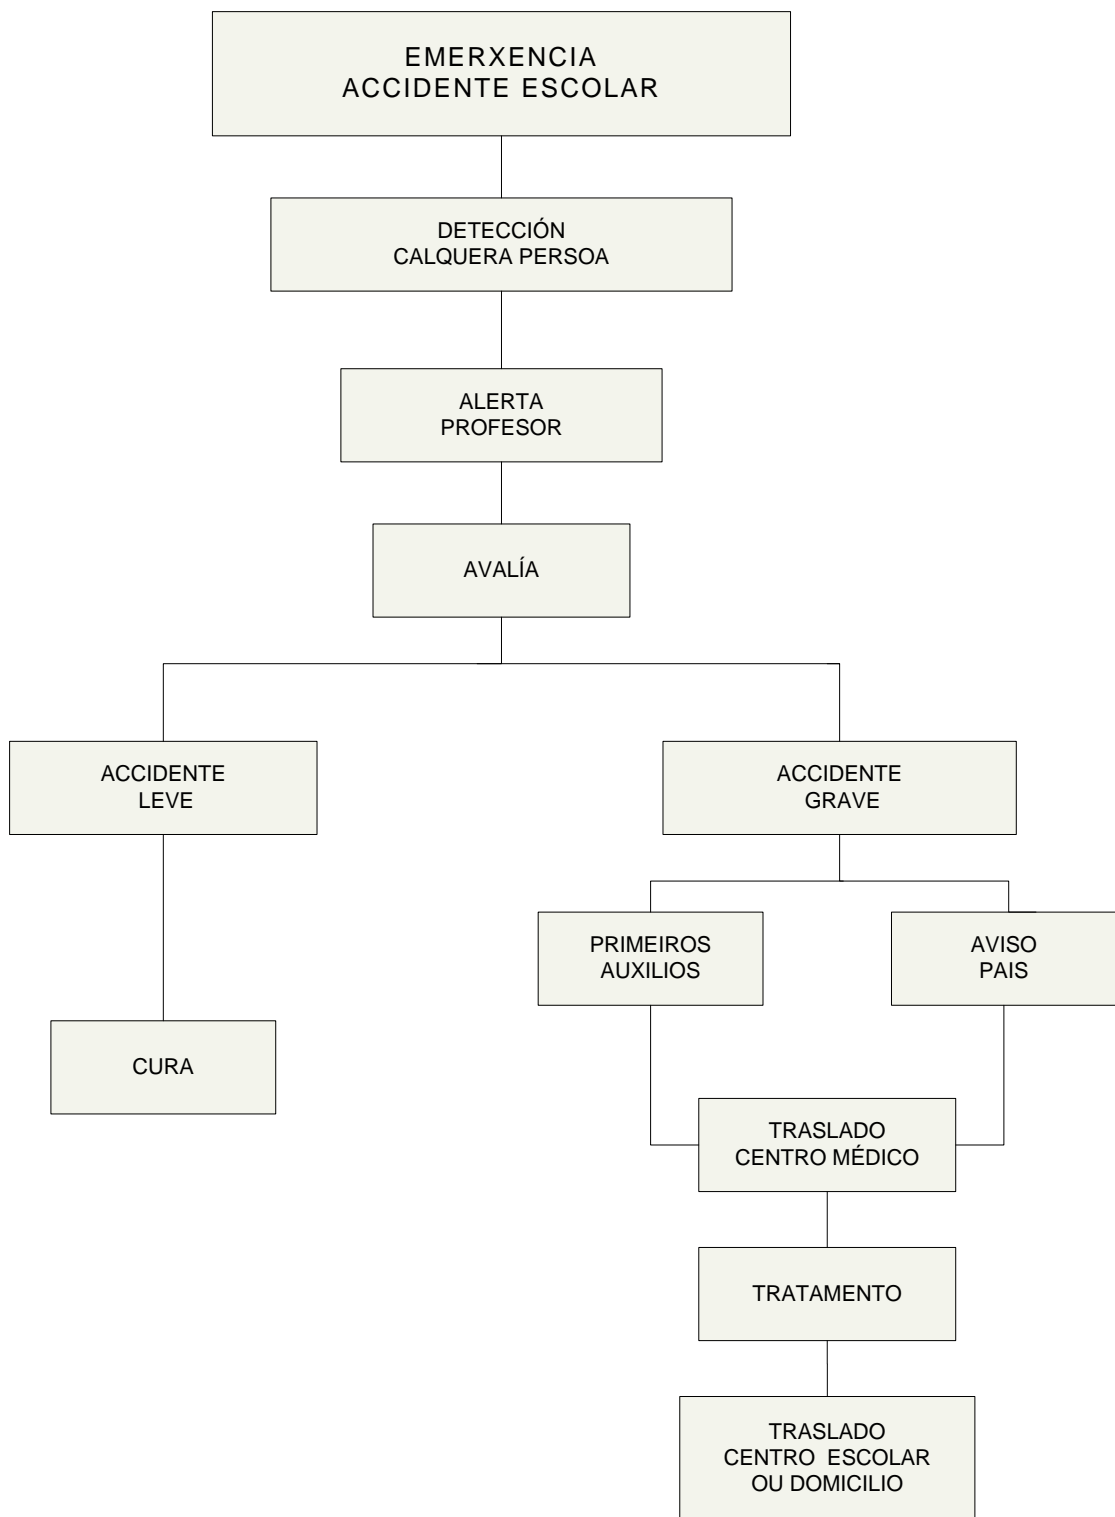 EMERXENCIA
ACCIDENTE ESCOLAR
DETECCIÓN
CALQUERA PERSOA
ALERTA
PROFESOR
AVALÍA
ACCIDENTE
LEVE
ACCIDENTE
GRAVE
PRIMEIROS
AUXILIOS
AVISO
PAIS
CURA
TRASLADO
CENTRO MÉDICO
TRATAMENTO
TRASLADO
CENTRO ESCOLAR
OU DOMICILIO